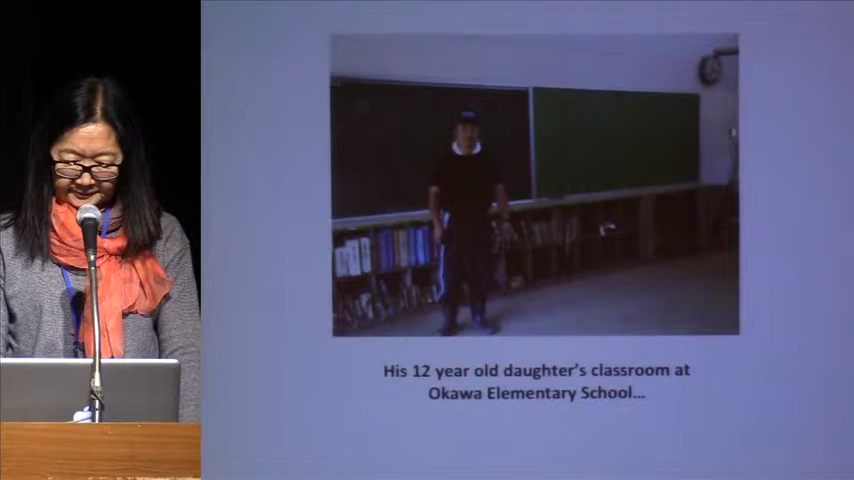 His 12 year old daughter's classroom at
Okawa Elementary School...